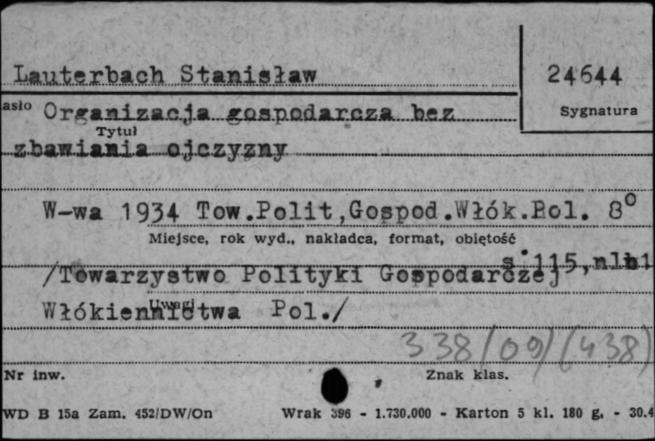 Lauterbach Stanisław
24644
asło Organizacja gospodarcza bez
Sygnatura
Tytuł
zbawiania ojczyzny
W-wa 1934 Tow.Polit,Gospod.Włók.Pol. 8°
Miejsce, rok wyd., nakładca, format, obiętość
s.115,nlb1
/Towarzystwo Polityki Gospodarczej
Uwagi
Włókiennictwa Pol./
338/09/(438)
Nr inw.
Znak klas.
WD B 15a Zam. 452/DW/On Wrak 396 - 1.730.000 - Karton 5 kl. 180 g. - 30.4